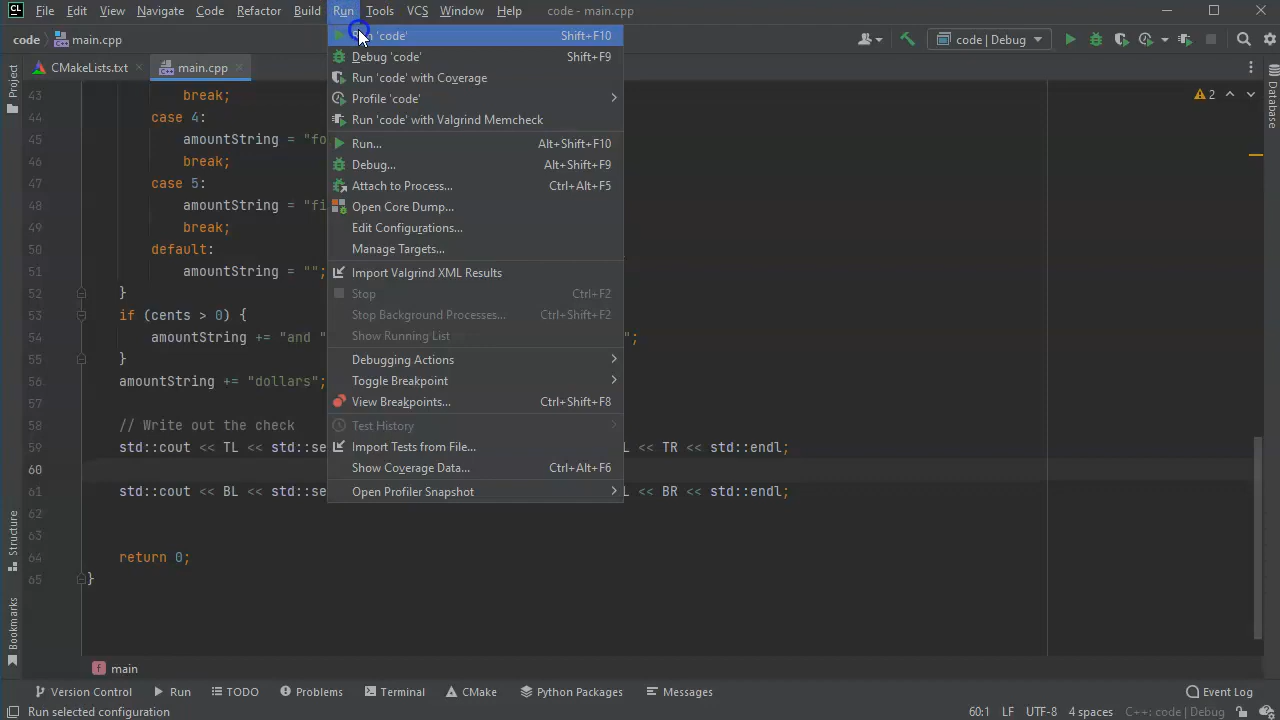 CL File Edit View Navigate Code Refactor Build Run Tools VCS Window Help code - main.cpp
code main.cpp code | Debug
CMakeLists.txt main.cpp
Project
Structure
Bookmarks
Database
2
43 break;
44 case 4:
45 amountString = "fo
46 break;
47 case 5:
48 amountString = "fi
49 break;
50 default:
51 amountString = "";
52 }
53 if (cents > 0) {
54 amountString += "and " ";
55 }
56 amountString += "dollars";
57
58 // Write out the check
59 std::cout << TL << std::se L << TR << std::endl;
60
61 std::cout << BL << std::se L << BR << std::endl;
62
63
64 return 0;
65 }
'code' Shift+F10
Debug 'code' Shift+F9
Run 'code' with Coverage
Profile 'code'
Run 'code' with Valgrind Memcheck
Run... Alt+Shift+F10
Debug... Alt+Shift+F9
Attach to Process... Ctrl+Alt+F5
Open Core Dump...
Edit Configurations...
Manage Targets...
Import Valgrind XML Results
Stop Ctrl+F2
Stop Background Processes... Ctrl+Shift+F2
Show Running List
Debugging Actions
Toggle Breakpoint
View Breakpoints... Ctrl+Shift+F8
Test History
Import Tests from File...
Show Coverage Data... Ctrl+Alt+F6
Open Profiler Snapshot
f main
Version Control Run TODO Problems Terminal CMake Python Packages Messages Event Log
Run selected configuration 60:1 LF UTF-8 4 spaces C++: code | Debug